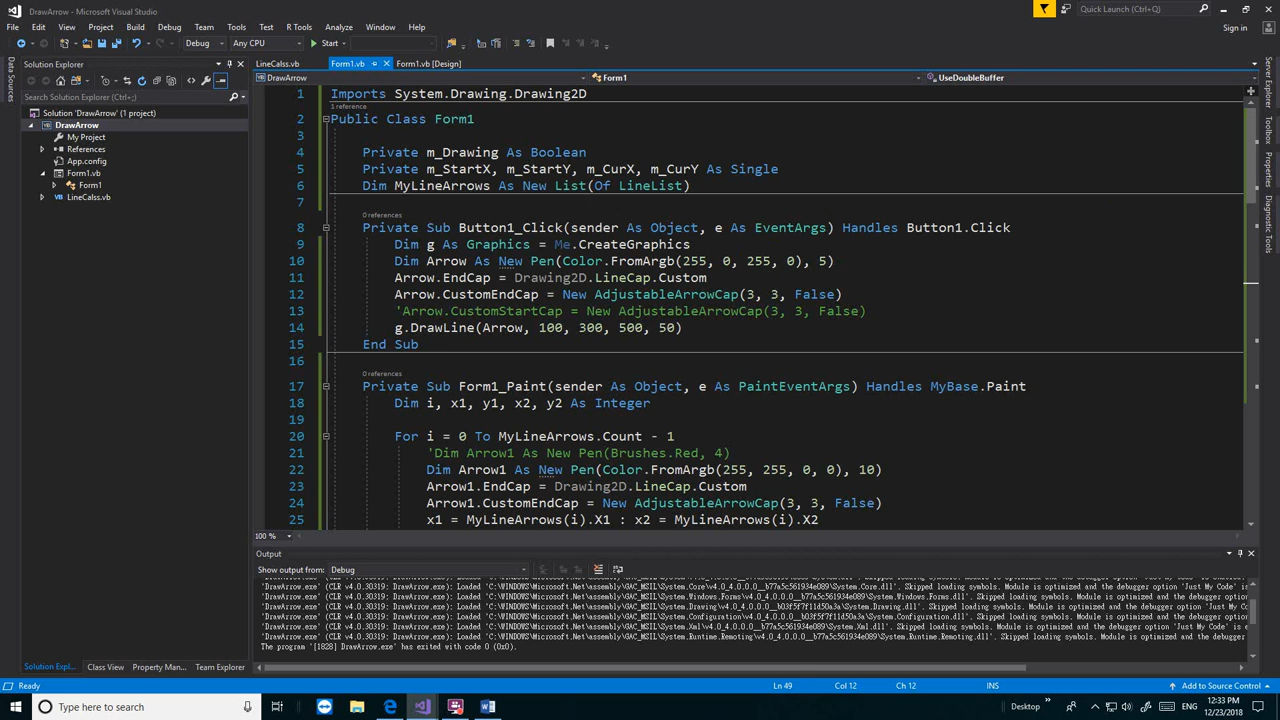 DrawArrow - Microsoft Visual Studio
Quick Launch (Ctrl+Q)
File Edit View Project Build Debug Team Tools Test R Tools Analyze Window Help
Sign in
Debug Any CPU Start
Solution Explorer
LineCalss.vb Form1.vb Form1.vb [Design]
DrawArrow Form1 UseDoubleBuffer
Data Sources
Server Explorer
Toolbox
Properties
Diagnostic Tools
Search Solution Explorer (Ctrl+;)
Solution 'DrawArrow' (1 project)
DrawArrow
My Project
References
App.config
Form1.vb
Form1
LineCalss.vb
1 Imports System.Drawing.Drawing2D
1 reference
2 Public Class Form1
3
4 Private m_Drawing As Boolean
5 Private m_StartX, m_StartY, m_CurX, m_CurY As Single
6 Dim MyLineArrows As New List(Of LineList)
7
0 references
8 Private Sub Button1_Click(sender As Object, e As EventArgs) Handles Button1.Click
9 Dim g As Graphics = Me.CreateGraphics
10 Dim Arrow As New Pen(Color.FromArgb(255, 0, 255, 0), 5)
11 Arrow.EndCap = Drawing2D.LineCap.Custom
12 Arrow.CustomEndCap = New AdjustableArrowCap(3, 3, False)
13 'Arrow.CustomStartCap = New AdjustableArrowCap(3, 3, False)
14 g.DrawLine(Arrow, 100, 300, 500, 50)
15 End Sub
16
0 references
17 Private Sub Form1_Paint(sender As Object, e As PaintEventArgs) Handles MyBase.Paint
18 Dim i, x1, y1, x2, y2 As Integer
19
20 For i = 0 To MyLineArrows.Count - 1
21 'Dim Arrow1 As New Pen(Brushes.Red, 4)
22 Dim Arrow1 As New Pen(Color.FromArgb(255, 255, 0, 0), 10)
23 Arrow1.EndCap = Drawing2D.LineCap.Custom
24 Arrow1.CustomEndCap = New AdjustableArrowCap(3, 3, False)
25 x1 = MyLineArrows(i).X1 : x2 = MyLineArrows(i).X2
100 %
Output
Show output from: Debug
'DrawArrow.exe' (CLR v4.0.30319: DrawArrow.exe): Loaded 'C:\WINDOWS\Microsoft.Net\assembly\GAC_MSIL\System.Core\v4.0_4.0.0.0__b77a5c561934e089\System.Core.dll'. Skipped loading symbols. Module is optimized and the debugger option 'Just My Code' is enabl
'DrawArrow.exe' (CLR v4.0.30319: DrawArrow.exe): Loaded 'C:\WINDOWS\Microsoft.Net\assembly\GAC_MSIL\System.Windows.Forms\v4.0_4.0.0.0__b77a5c561934e089\System.Windows.Forms.dll'. Skipped loading symbols. Module is optimized and the debugger option
'DrawArrow.exe' (CLR v4.0.30319: DrawArrow.exe): Loaded 'C:\WINDOWS\Microsoft.Net\assembly\GAC_MSIL\System.Drawing\v4.0_4.0.0.0__b03f5f7f11d50a3a\System.Drawing.dll'. Skipped loading symbols. Module is optimized and the debugger option 'Just My Co
'DrawArrow.exe' (CLR v4.0.30319: DrawArrow.exe): Loaded 'C:\WINDOWS\Microsoft.Net\assembly\GAC_MSIL\System.Configuration\v4.0_4.0.0.0__b03f5f7f11d50a3a\System.Configuration.dll'. Skipped loading symbols. Module is optimized and the debugger option
'DrawArrow.exe' (CLR v4.0.30319: DrawArrow.exe): Loaded 'C:\WINDOWS\Microsoft.Net\assembly\GAC_MSIL\System.Xml\v4.0_4.0.0.0__b77a5c561934e089\System.Xml.dll'. Skipped loading symbols. Module is optimized and the debugger option 'Just My Code' is e
'DrawArrow.exe' (CLR v4.0.30319: DrawArrow.exe): Loaded 'C:\WINDOWS\Microsoft.Net\assembly\GAC_MSIL\System.Runtime.Remoting\v4.0_4.0.0.0__b77a5c561934e089\System.Runtime.Remoting.dll'. Skipped loading symbols. Module is optimized and the debugger
The program '[1828] DrawArrow.exe' has exited with code 0 (0x0).
Solution Expl... Class View Property Man... Team Explorer
Ready Ln 49 Col 12 Ch 12 INS Add to Source Control
Type here to search
Desktop
12:33 PM
12/23/2018